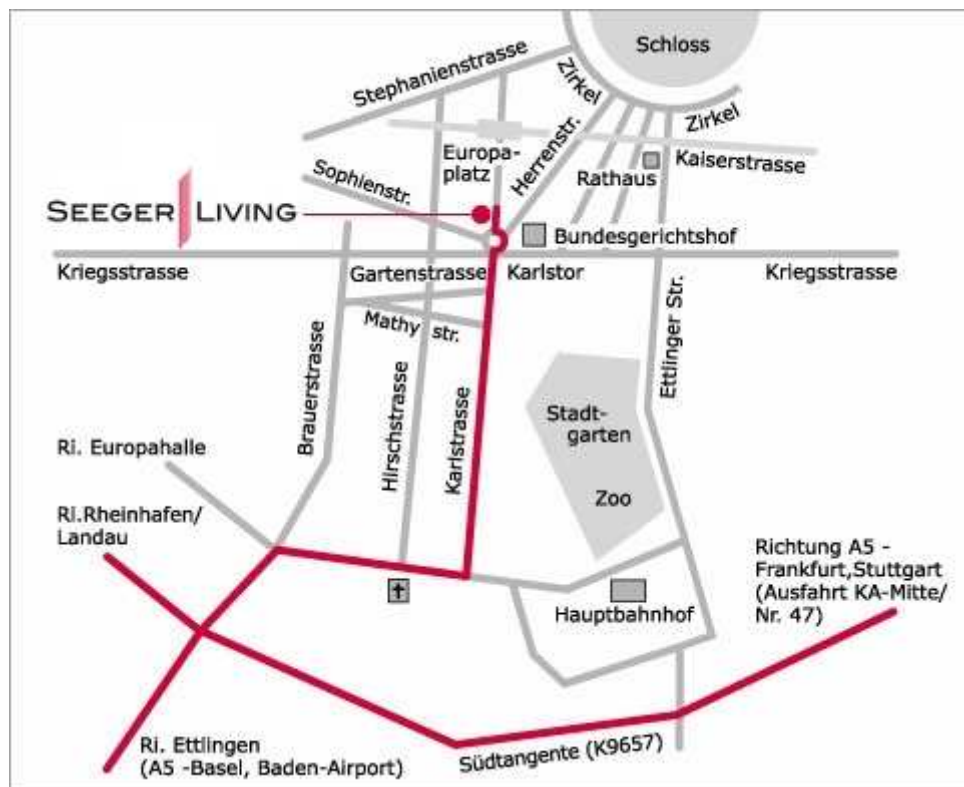 Schloss
Stephanienstrasse
Zirkel
Zirkel
Herrenstr.
Europa-
platz
Rathaus
Kaiserstrasse
Sophienstr.
SEEGER LIVING
Bundesgerichtshof
Kriegsstrasse
Gartenstrasse
Karlstor
Kriegsstrasse
Mathy str.
Ettlinger Str.
Brauerstrasse
Hirschstrasse
Karlstrasse
Stadt-
garten
Zoo
Ri. Europahalle
Ri.Rheinhafen/
Landau
Richtung A5 -
Frankfurt,Stuttgart
(Ausfahrt KA-Mitte/
Nr. 47)
Hauptbahnhof
Ri. Ettlingen
(A5 -Basel, Baden-Airport)
Südtangente (K9657)